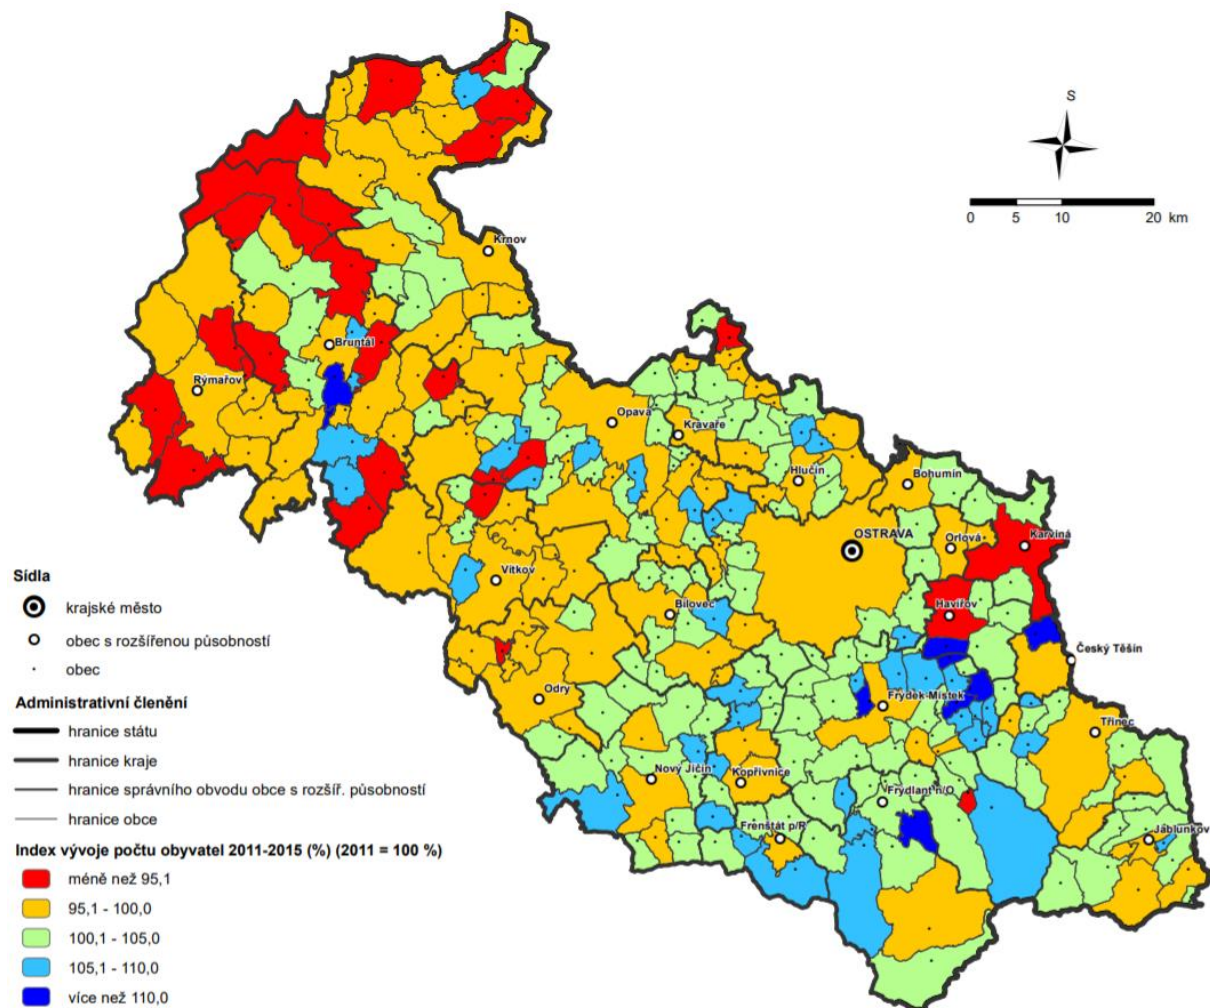 S
0 5 10 20 km
Krnov
Bruntál
Rýmařov
Opava
Kravaře
Hlučín
Bohumín
OSTRAVA
Orlová
Karviná
Vítkov
Bílovec
Havířov
Český Těšín
Odry
Frýdek-Místek
Třinec
Nový Jičín
Kopřivnice
Frýdlant n/O
Frenštát p/R
Jablunkov
Sídla
krajské město
obec s rozšířenou působností
obec
Administrativní členění
hranice státu
hranice kraje
hranice správního obvodu obce s rozšíř. působností
hranice obce
Index vývoje počtu obyvatel 2011-2015 (%) (2011 = 100 %)
méně než 95,1
95,1 - 100,0
100,1 - 105,0
105,1 - 110,0
více než 110,0